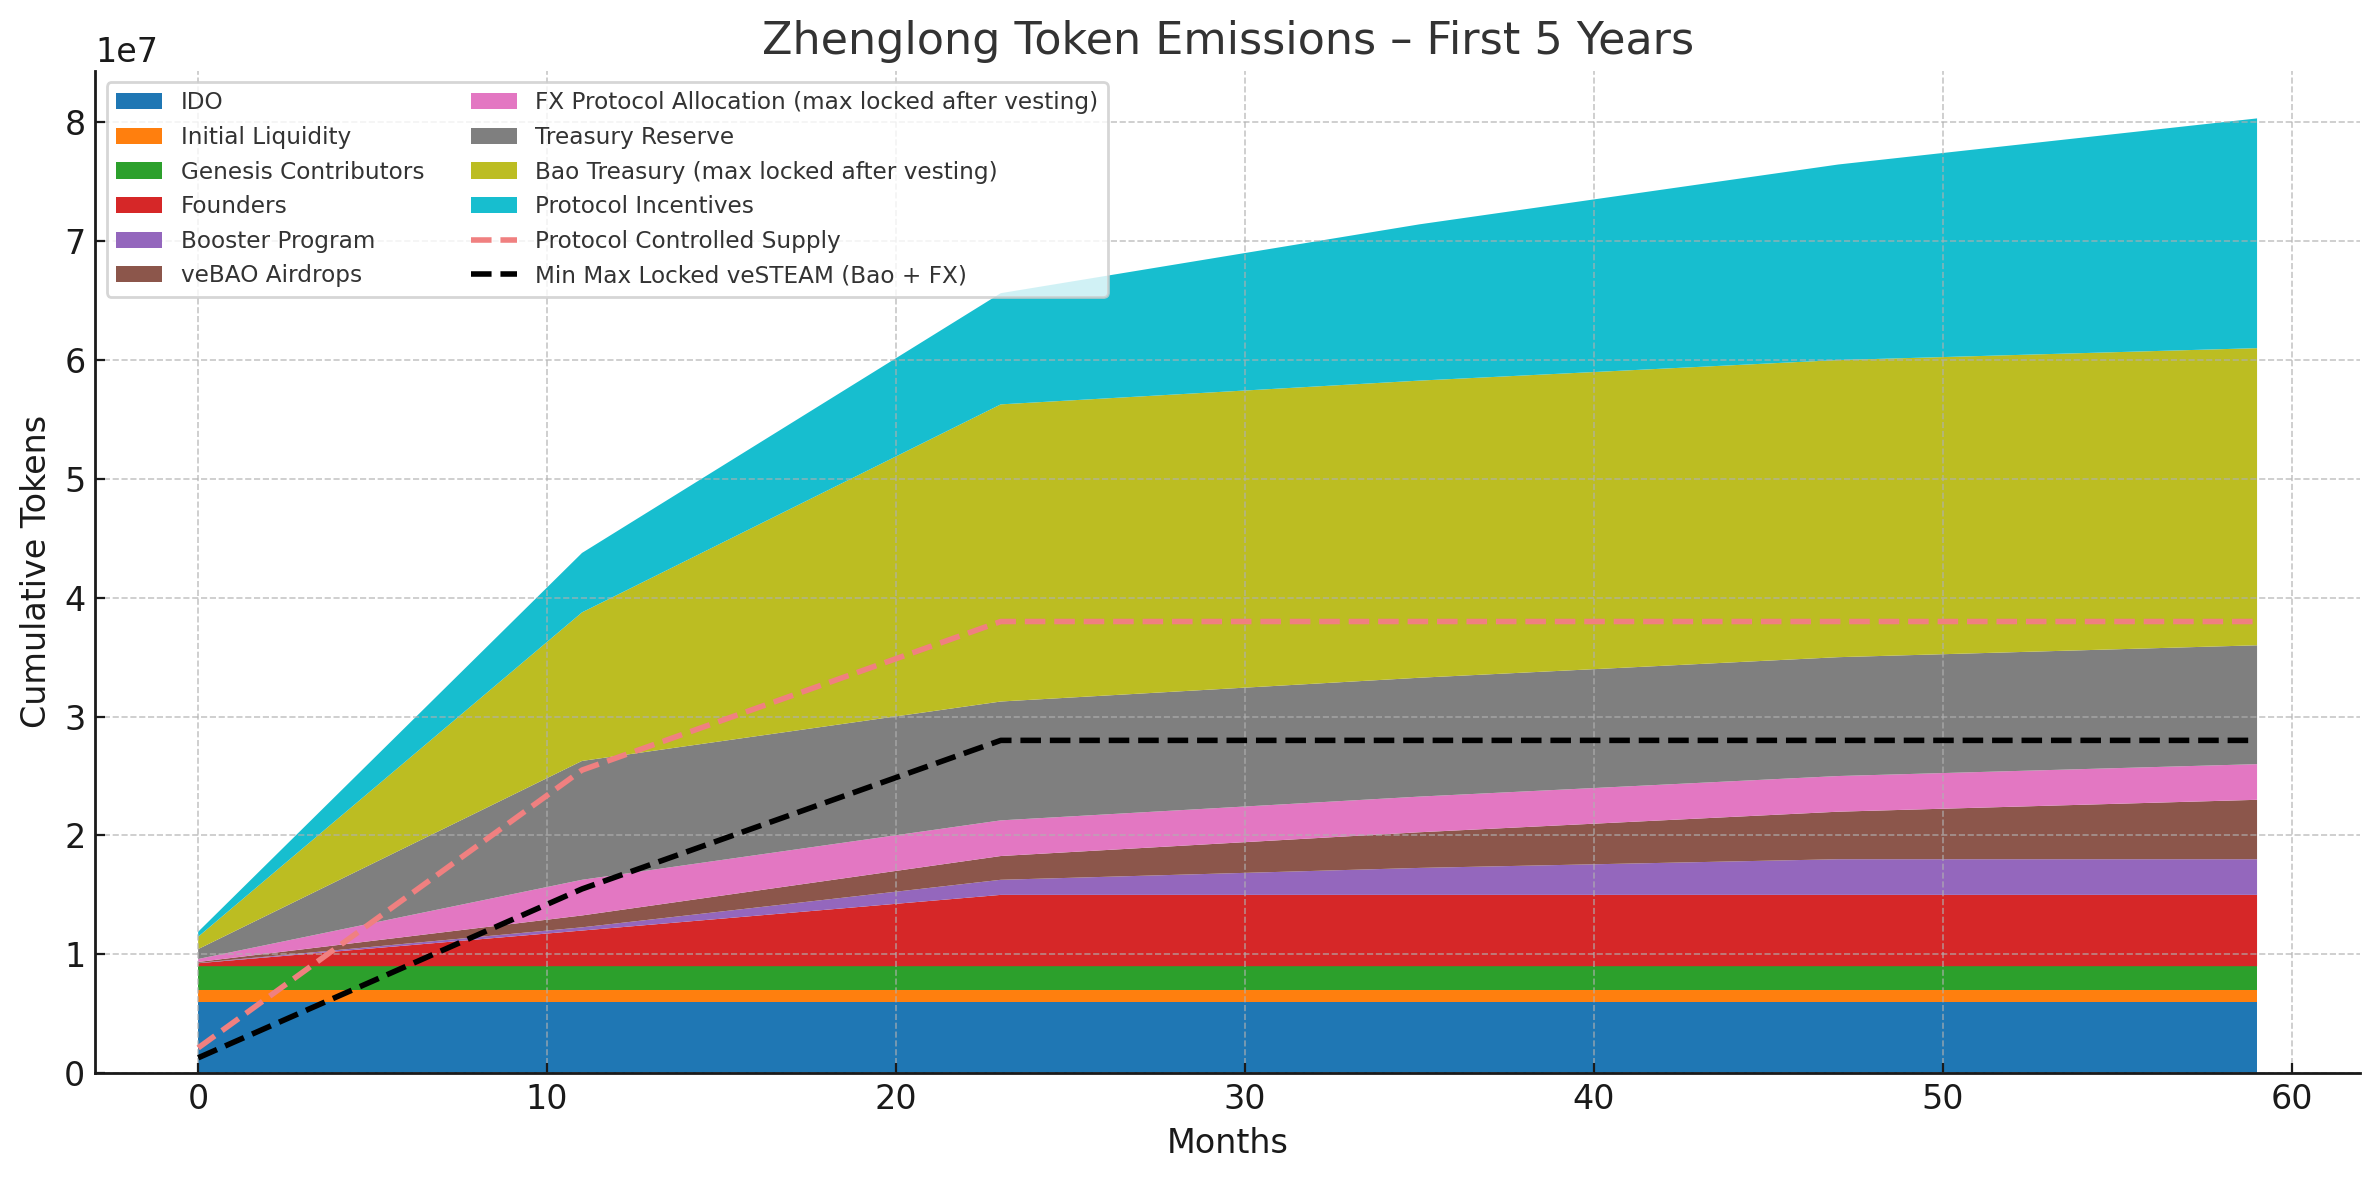 Zhenglong Token Emissions – First 5 Years
1e7
IDO
Initial Liquidity
Genesis Contributors
Founders
Booster Program
veBAO Airdrops
FX Protocol Allocation (max locked after vesting)
Treasury Reserve
Bao Treasury (max locked after vesting)
Protocol Incentives
Protocol Controlled Supply
Min Max Locked veSTEAM (Bao + FX)
Cumulative Tokens
8
7
6
5
4
3
2
1
0
0 10 20 30 40 50 60
Months